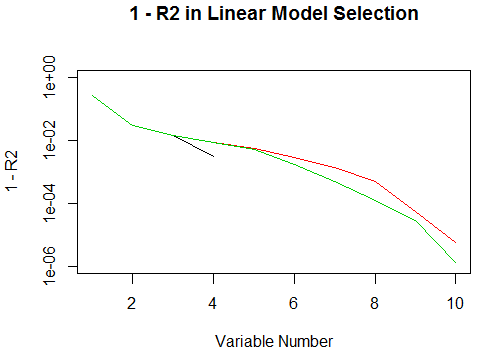 1 - R2 in Linear Model Selection
1 - R2
1e+00
1e-02
1e-04
1e-06
2 4 6 8 10
Variable Number